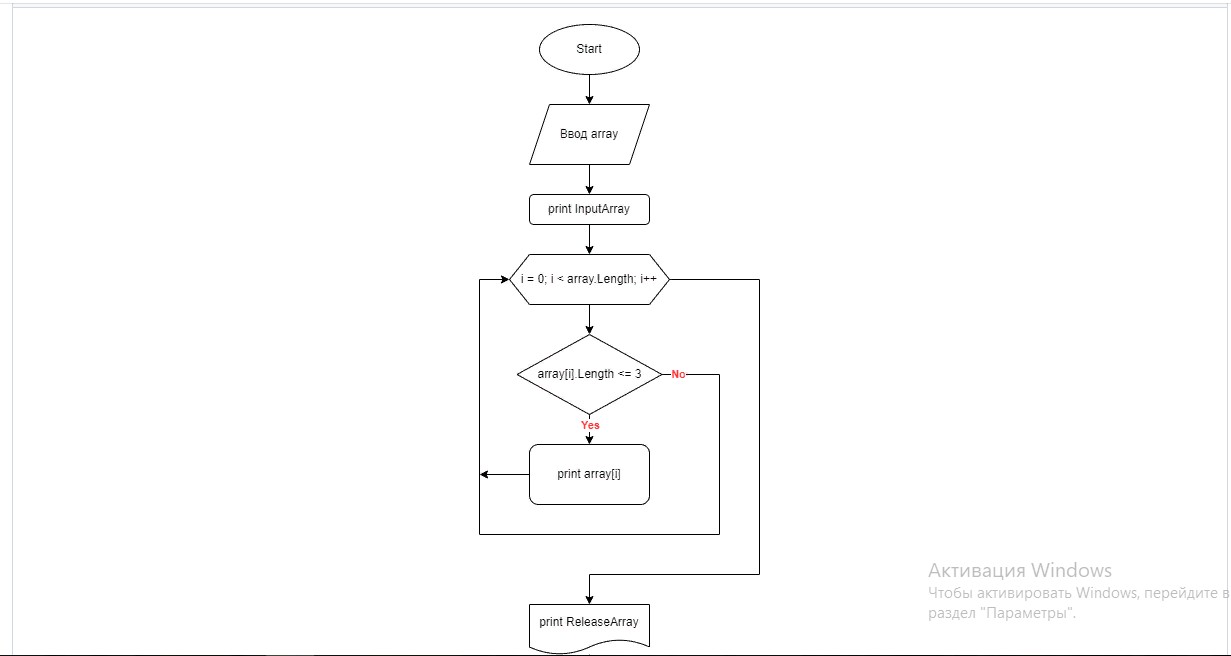 Start
Ввод array
print InputArray
i = 0; i < array.Length; i++
array[i].Length <= 3
No
Yes
print array[i]
print ReleaseArray
Активация Windows
Чтобы активировать Windows, перейдите в
раздел "Параметры".